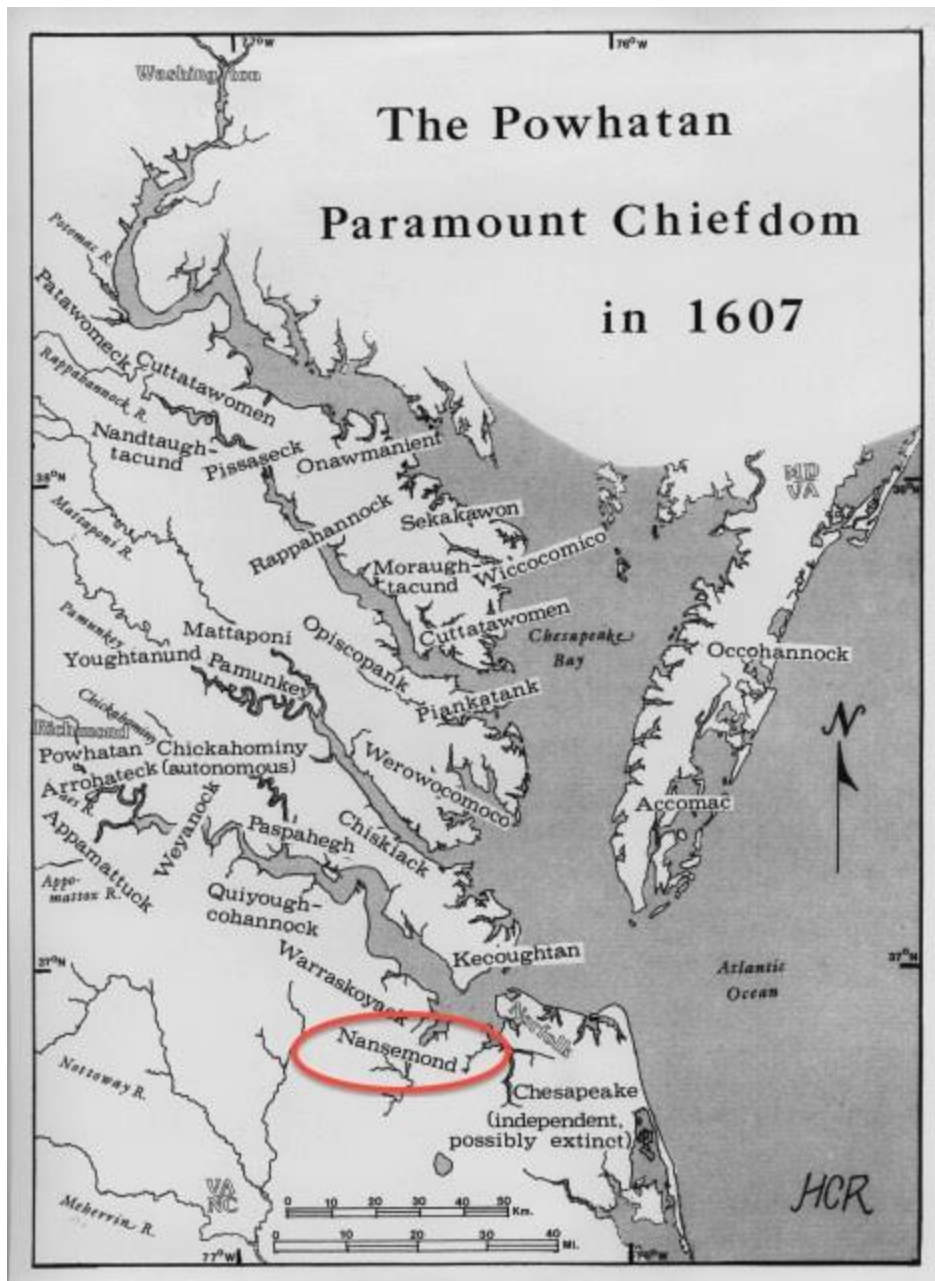 77°W
76°W
Washington
The Powhatan
Paramount Chiefdom
in 1607
Potomac R.
Patawomeck
Cuttatawomen
Rappahannock R.
Nandtaugh-
tacund
Pissaseck
Onawmanient
MD
VA
38°N
38°N
Mattaponi R.
Rappahannock
Sekakawon
Moraugh-
tacund
Wiccocomico
Pamunkey
Mattaponi
Opiscopank
Cuttatawomen
Chesapeake
Bay
Youghtanund
Pamunkey
Occohannock
Piankatank
N
Chickahominy
Richmond
Powhatan
Chickahominy
(autonomous)
Arrohateck
Werowocomoco
Accomac
Weyanock
Paspahegh
Chiskiack
Appamattuck
Appo-
mattox R.
Quiyough-
cohannock
Kecoughtan
37°N
37°N
Warraskoyack
Atlantic
Ocean
Norfolk
Nansemond
Nottoway R.
Chesapeake
(independent,
possibly extinct)
VA
NC
HCR
Meherrin R.
0 10 20 30 40 50
Km.
0 10 20 30 40
Mi.
77°W
76°W